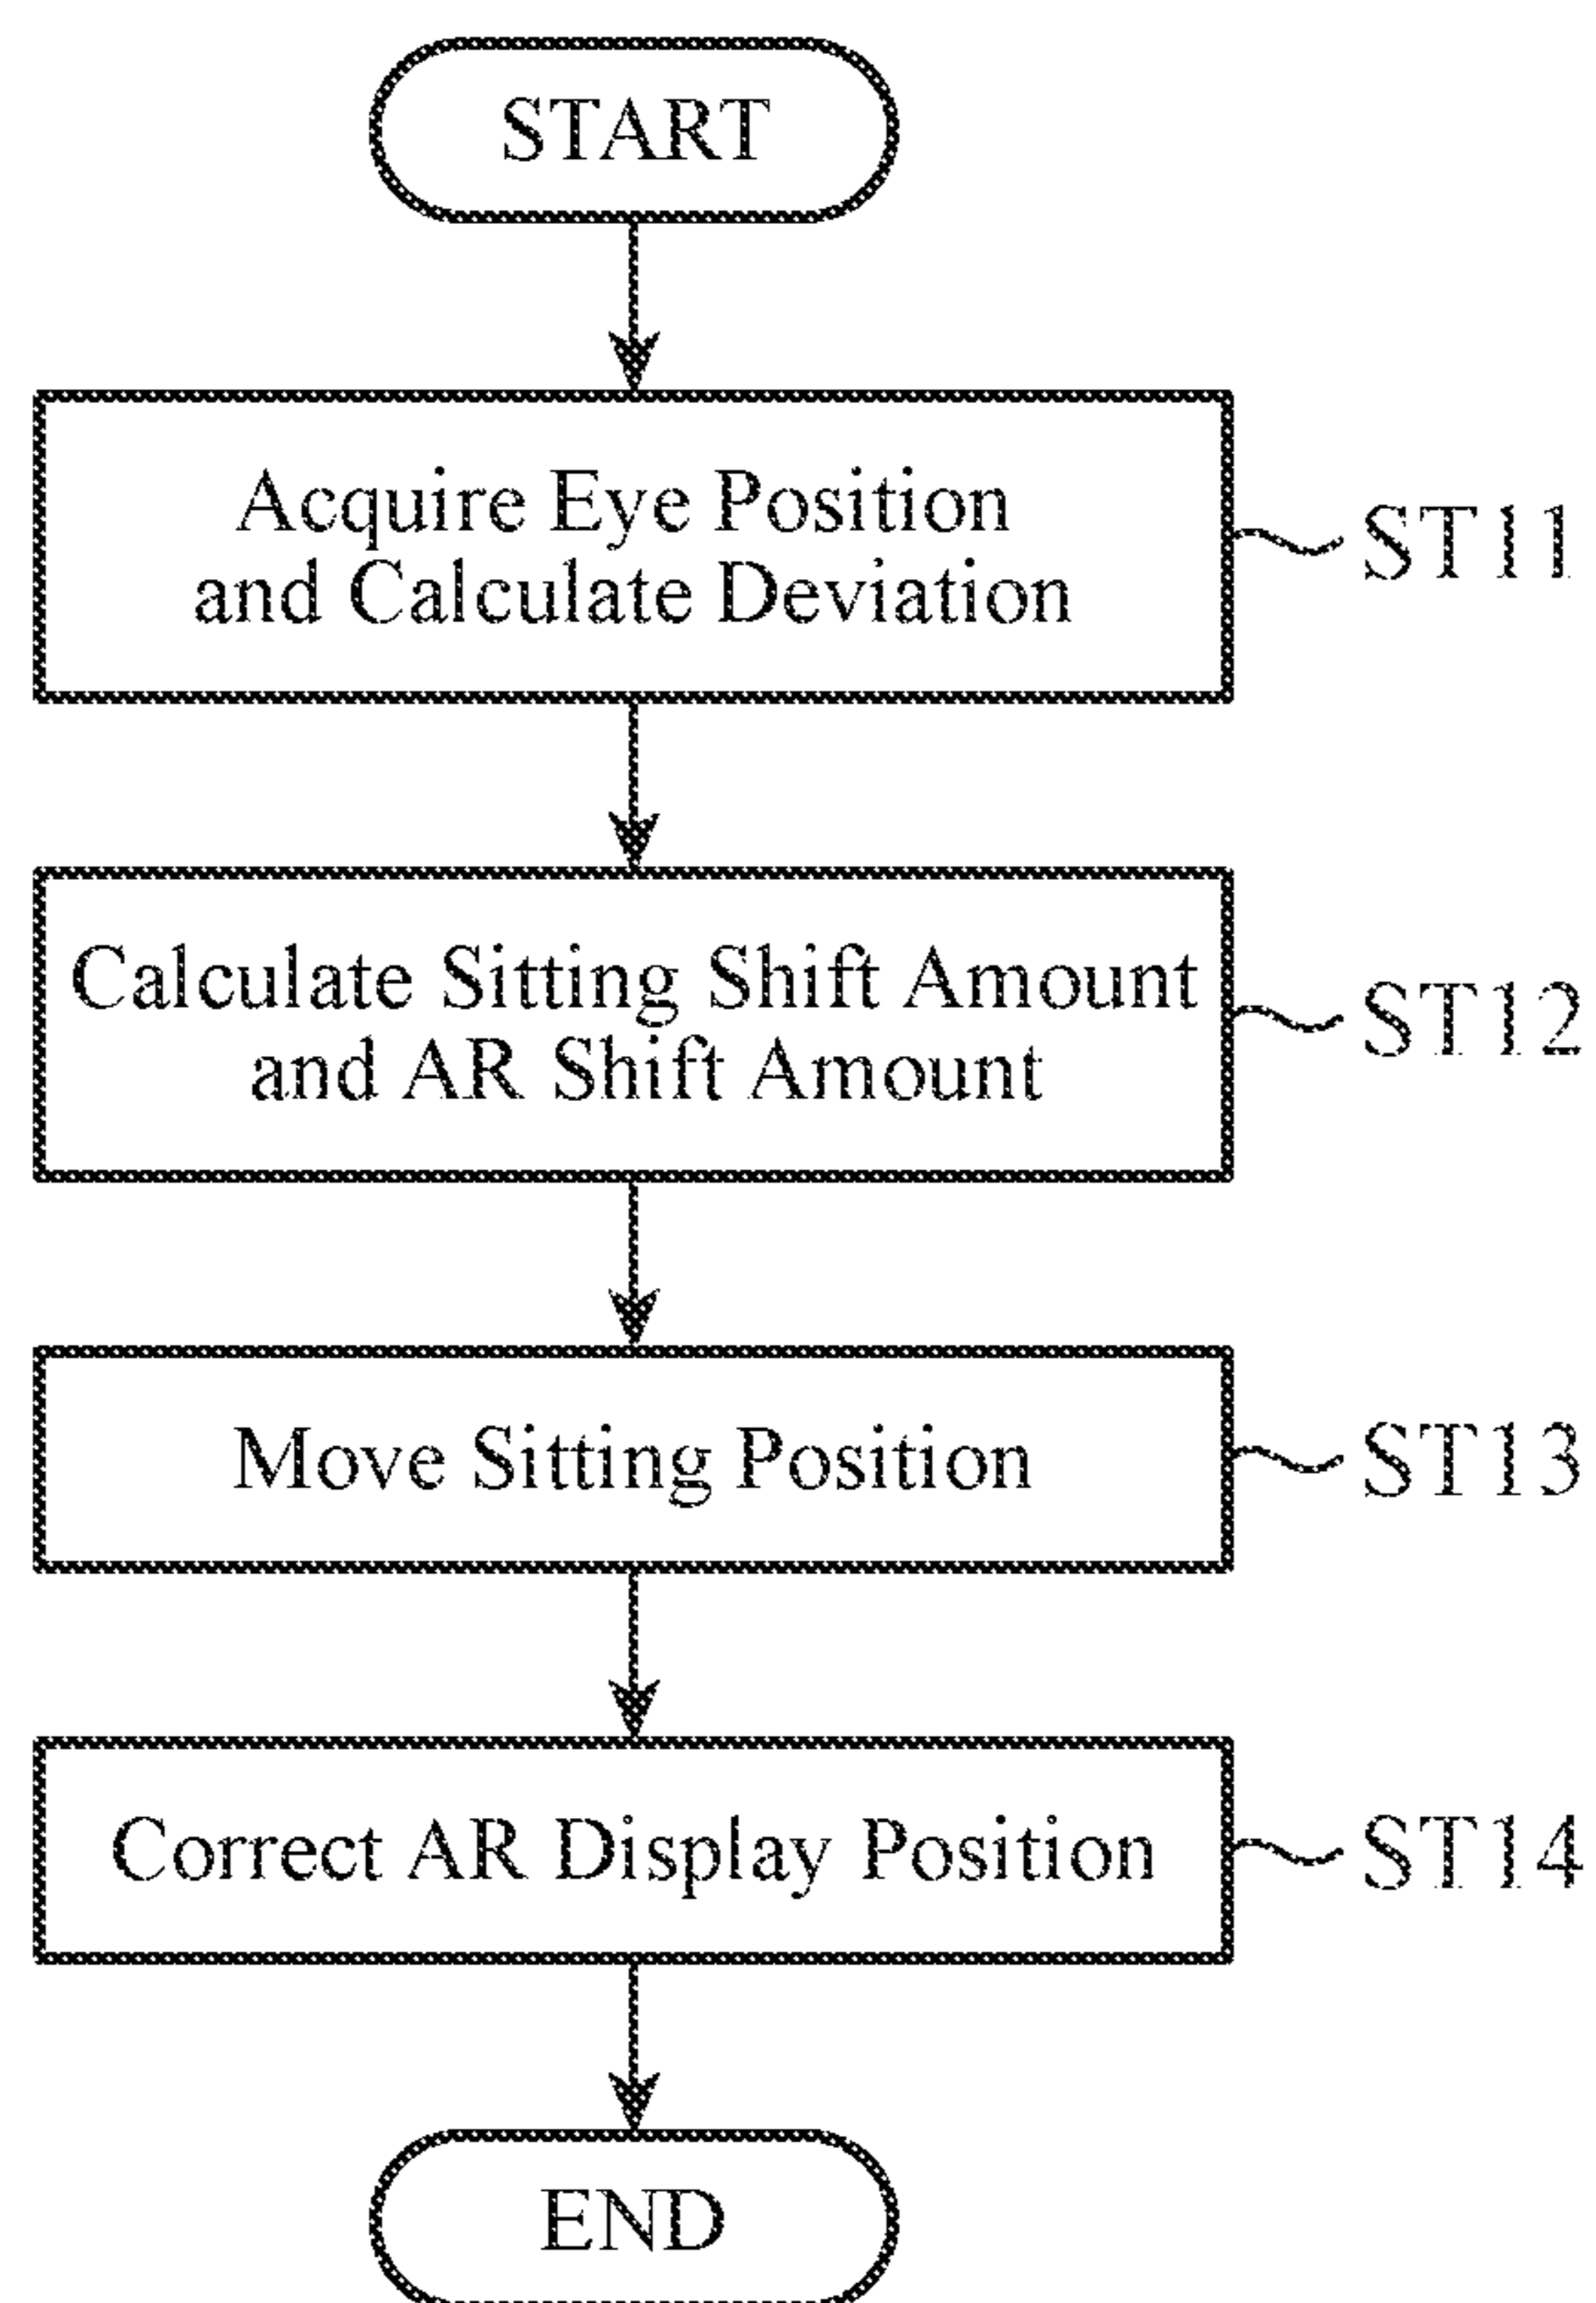 START
Acquire Eye Position
and Calculate Deviation
ST11
Calculate Sitting Shift Amount
and AR Shift Amount
ST12
Move Sitting Position
ST13
Correct AR Display Position
ST14
END